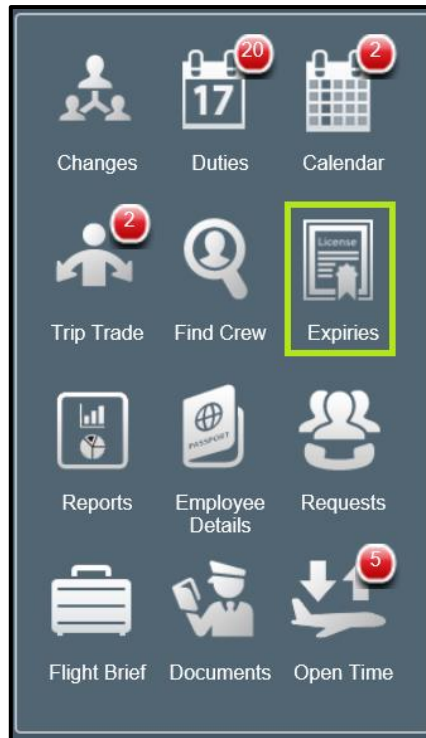 20
2
17
Changes
Duties
Calendar
2
License
Trip Trade
Find Crew
Expiries
PASSPORT
Reports
Employee
Details
Requests
5
Flight Brief
Documents
Open Time